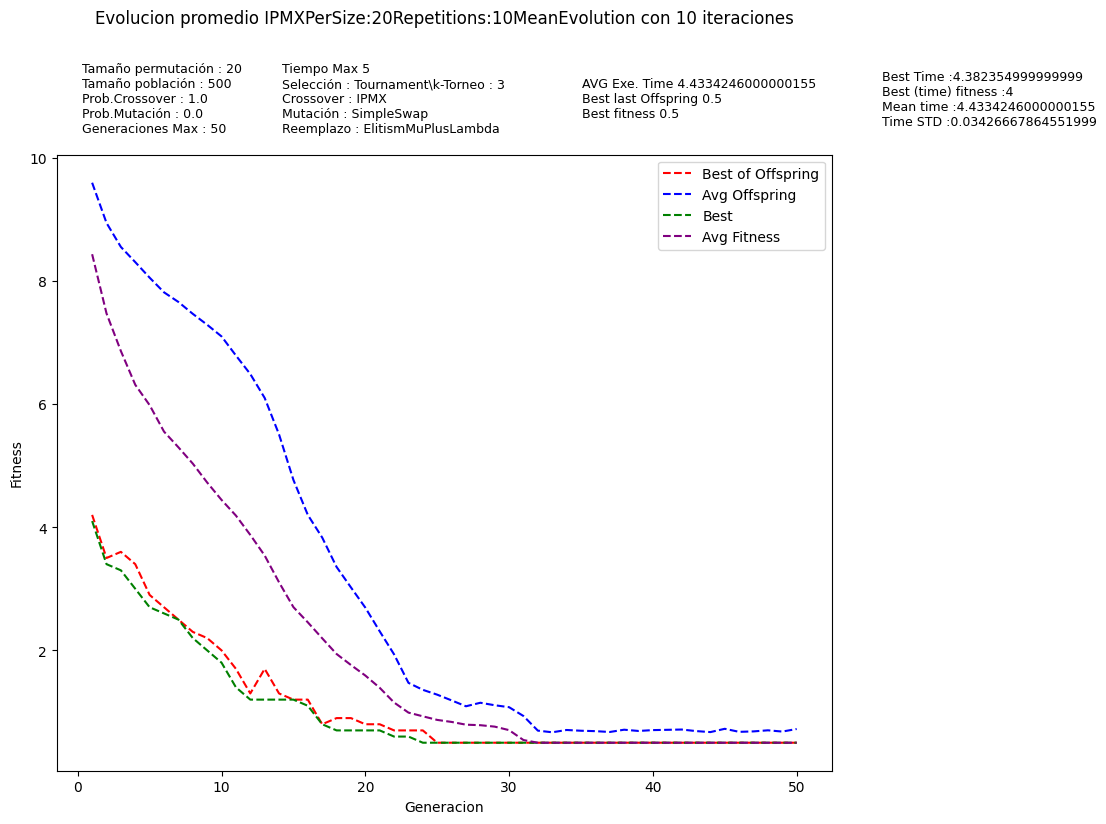 Evolucion promedio IPMXPerSize:20Repetitions:10MeanEvolution con 10 iteraciones
Tamaño permutación : 20
Tamaño población : 500
Prob.Crossover : 1.0
Prob.Mutación : 0.0
Generaciones Max : 50
Tiempo Max 5
Selección : Tournament\k-Torneo : 3
Crossover : IPMX
Mutación : SimpleSwap
Reemplazo : ElitismMuPlusLambda
AVG Exe. Time 4.4334246000000155
Best last Offspring 0.5
Best fitness 0.5
Best Time :4.382354999999999
Best (time) fitness :4
Mean time :4.4334246000000155
Time STD :0.03426667864551999
Best of Offspring
Avg Offspring
Best
Avg Fitness
10
8
6
4
2
Fitness
0
10
20
30
40
50
Generacion